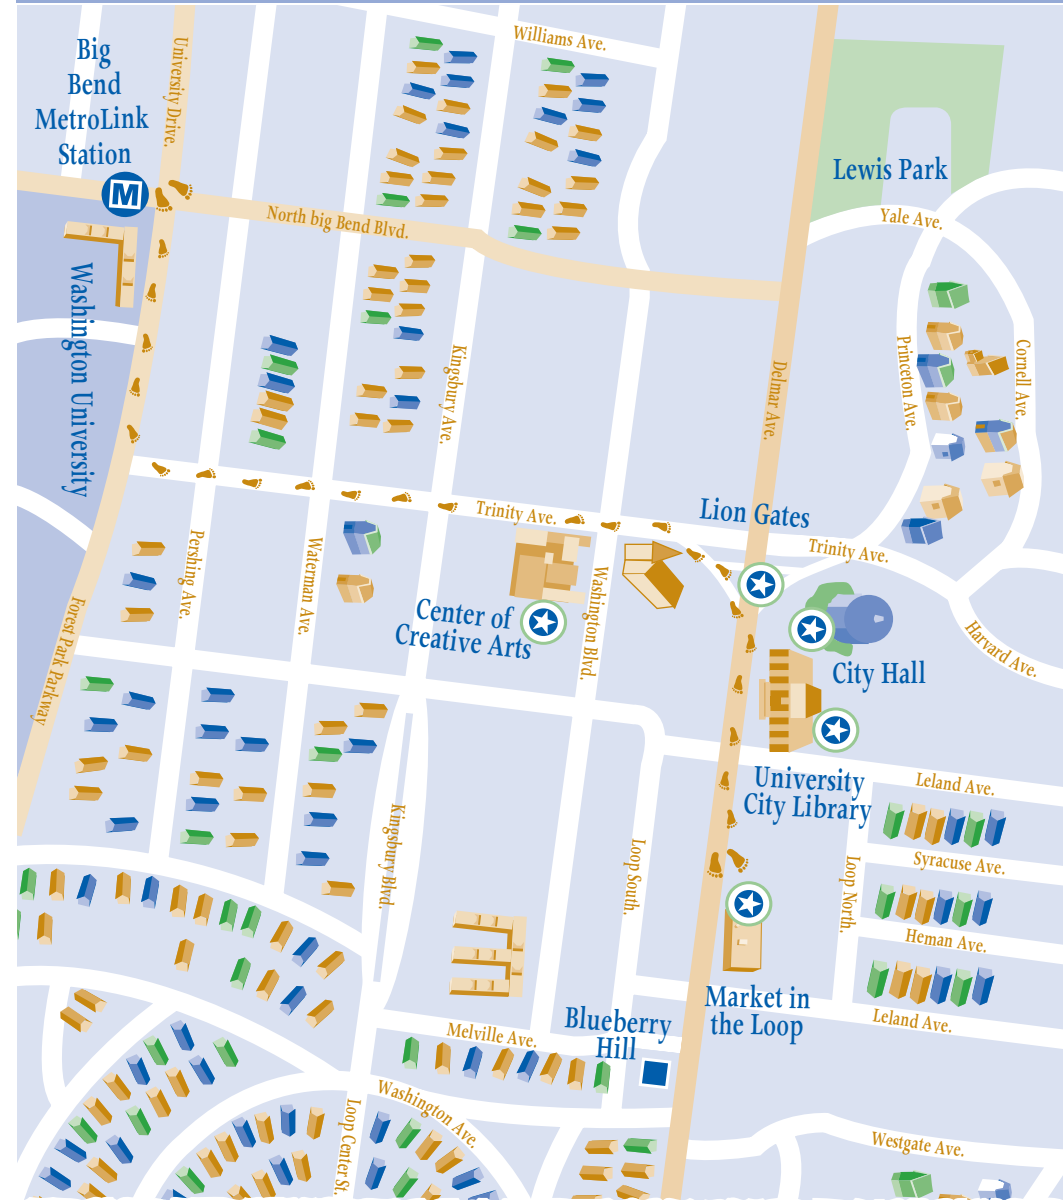 Big
Bend
MetroLink
Station
M
University Drive.
Williams Ave.
Lewis Park
Yale Ave.
North big Bend Blvd.
Washington University
Kingsbury Ave.
Delmar Ave.
Princeton Ave.
Cornell Ave.
Trinity Ave.
Lion Gates
Trinity Ave.
Pershing Ave.
Waterman Ave.
Washington Blvd.
Center of
Creative Arts
Forest Park Parkway
City Hall
Harvard Ave.
University
City Library
Leland Ave.
Syracuse Ave.
Heman Ave.
Leland Ave.
Kingsbury Blvd.
Loop South.
Loop North.
Market in
the Loop
Blueberry
Hill
Melville Ave.
Washington Ave.
Loop Center St.
Westgate Ave.